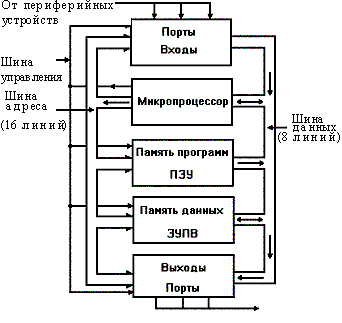 От периферийных
устройств
Порты
Входы
Шина
управления
Шина
адреса
(16 линий)
Микропроцессор
Шина
данных
(8 линий)
Память программ
ПЗУ
Память данных
ЗУПВ
Выходы
Порты